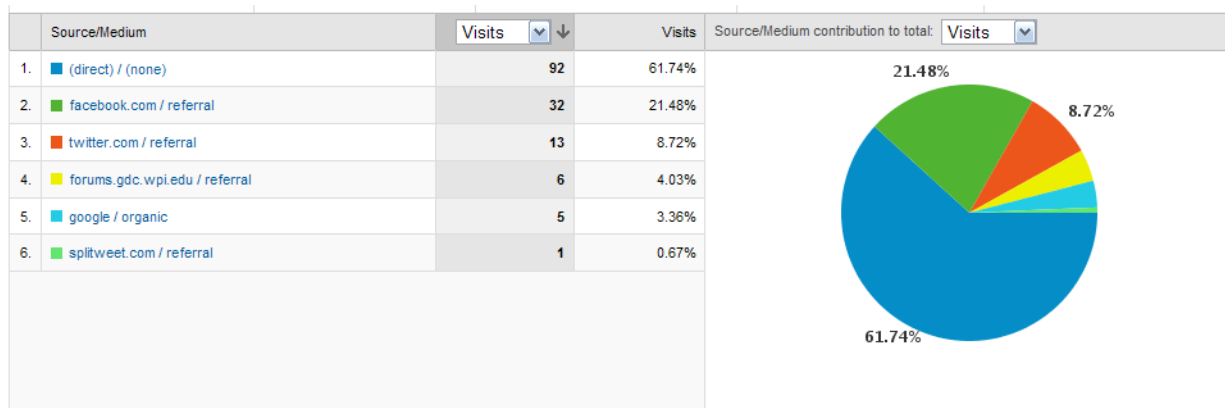 Source/Medium Visits Visits Source/Medium contribution to total: Visits
1. (direct) / (none) 92 61.74%
2. facebook.com / referral 32 21.48%
3. twitter.com / referral 13 8.72%
4. forums.gdc.wpi.edu / referral 6 4.03%
5. google / organic 5 3.36%
6. splitweet.com / referral 1 0.67%
21.48%
8.72%
61.74%